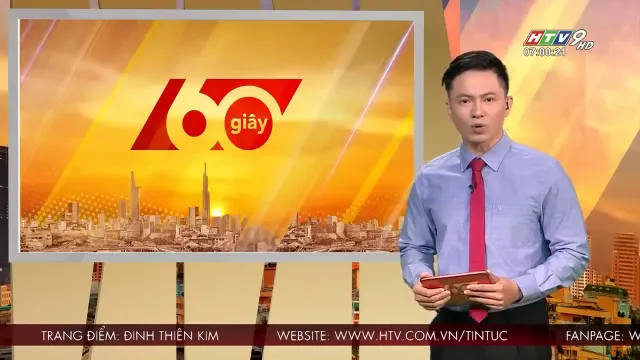 HTV9 HD
07:00:21
60 giây
TRANG ĐIỂM: ĐINH THIÊN KIM WEBSITE: WWW.HTV.COM.VN/TINTUC FANPAGE: W